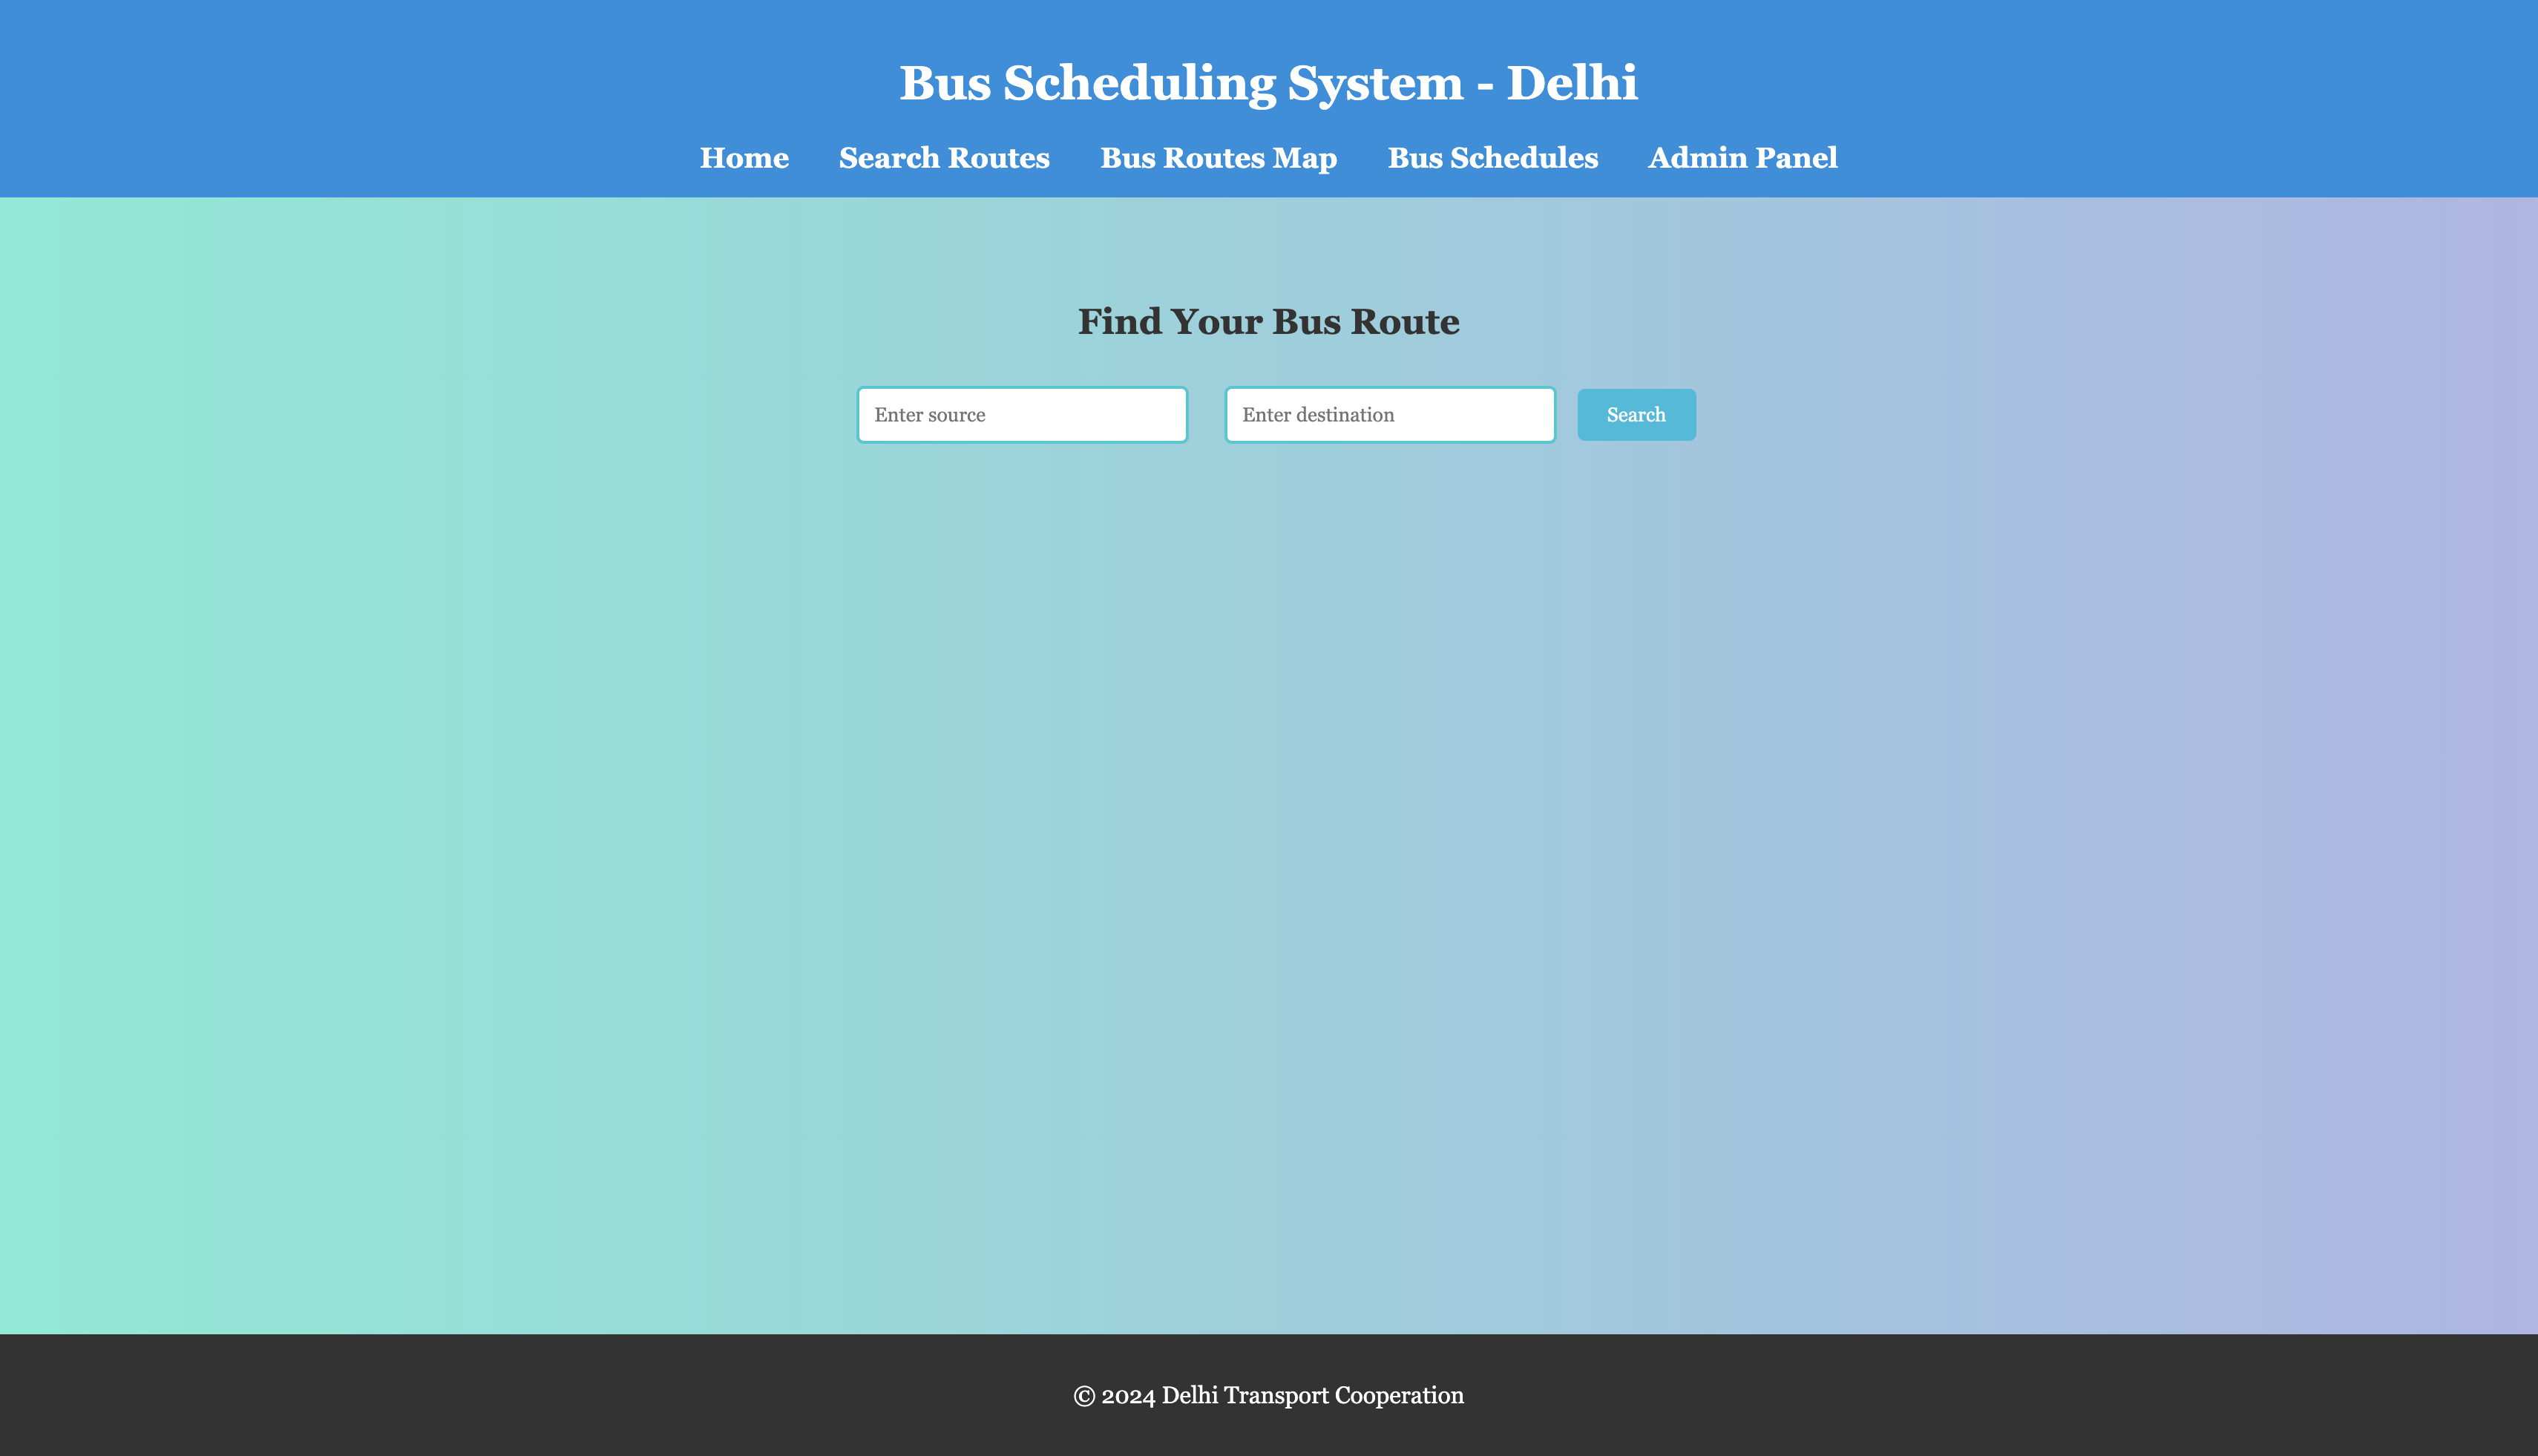 Bus Scheduling System - Delhi
Home Search Routes Bus Routes Map Bus Schedules Admin Panel
Find Your Bus Route
Enter source Enter destination Search
© 2024 Delhi Transport Cooperation